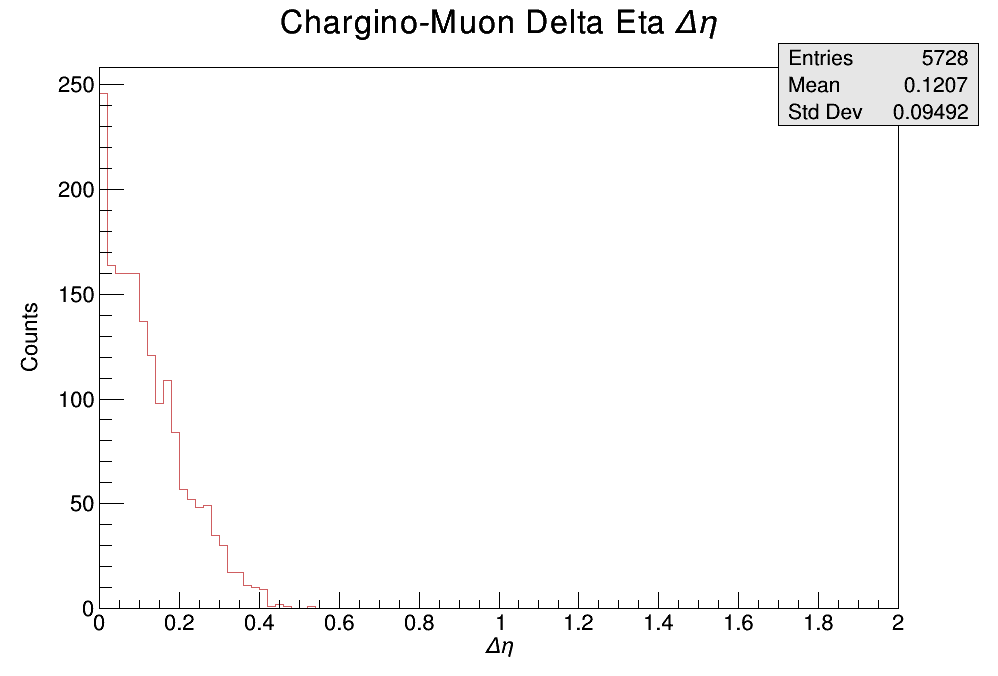 Chargino-Muon Delta Eta Δη
Entries 5728
Mean 0.1207
Std Dev 0.09492
250
200
150
100
50
0
Counts
0 0.2 0.4 0.6 0.8 1 1.2 1.4 1.6 1.8 2
Δη